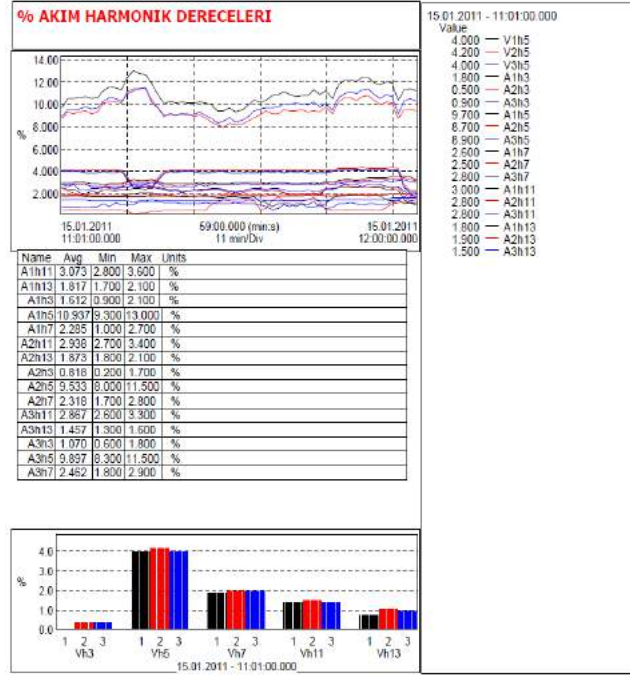 % AKIM HARMONIK DERECELERI
14.00
12.00
10.00
8.000
6.000
4.000
2.000
%
15.01.2011
11:01:00.000
59:00.000 (min:s)
11 min/Div
15.01.2011
12:00:00.000
Name Avg Min Max Units
A1h11 3.073 2.800 3.600 %
A1h13 1.817 1.700 2.100 %
A1h3 1.612 0.900 2.100 %
A1h5 10.937 9.300 13.000 %
A1h7 2.285 1.000 2.700 %
A2h11 2.938 2.700 3.400 %
A2h13 1.873 1.800 2.100 %
A2h3 0.818 0.200 1.700 %
A2h5 9.533 8.000 11.500 %
A2h7 2.318 1.700 2.800 %
A3h11 2.867 2.600 3.300 %
A3h13 1.457 1.300 1.600 %
A3h3 1.070 0.600 1.800 %
A3h5 9.897 8.300 11.500 %
A3h7 2.462 1.800 2.900 %
4.0
3.0
2.0
1.0
0.0
%
1 2 3 1 2 3 1 2 3 1 2 3 1 2 3
Vh3 Vh5 Vh7 Vh11 Vh13
15.01.2011 - 11:01:00.000
15.01.2011 - 11:01:00.000
Value
4.000 V1h5
4.200 V2h5
4.000 V3h5
1.800 A1h3
0.500 A2h3
0.900 A3h3
9.700 A1h5
8.700 A2h5
8.900 A3h5
2.600 A1h7
2.500 A2h7
2.800 A3h7
3.000 A1h11
2.800 A2h11
2.800 A3h11
1.800 A1h13
1.900 A2h13
1.500 A3h13